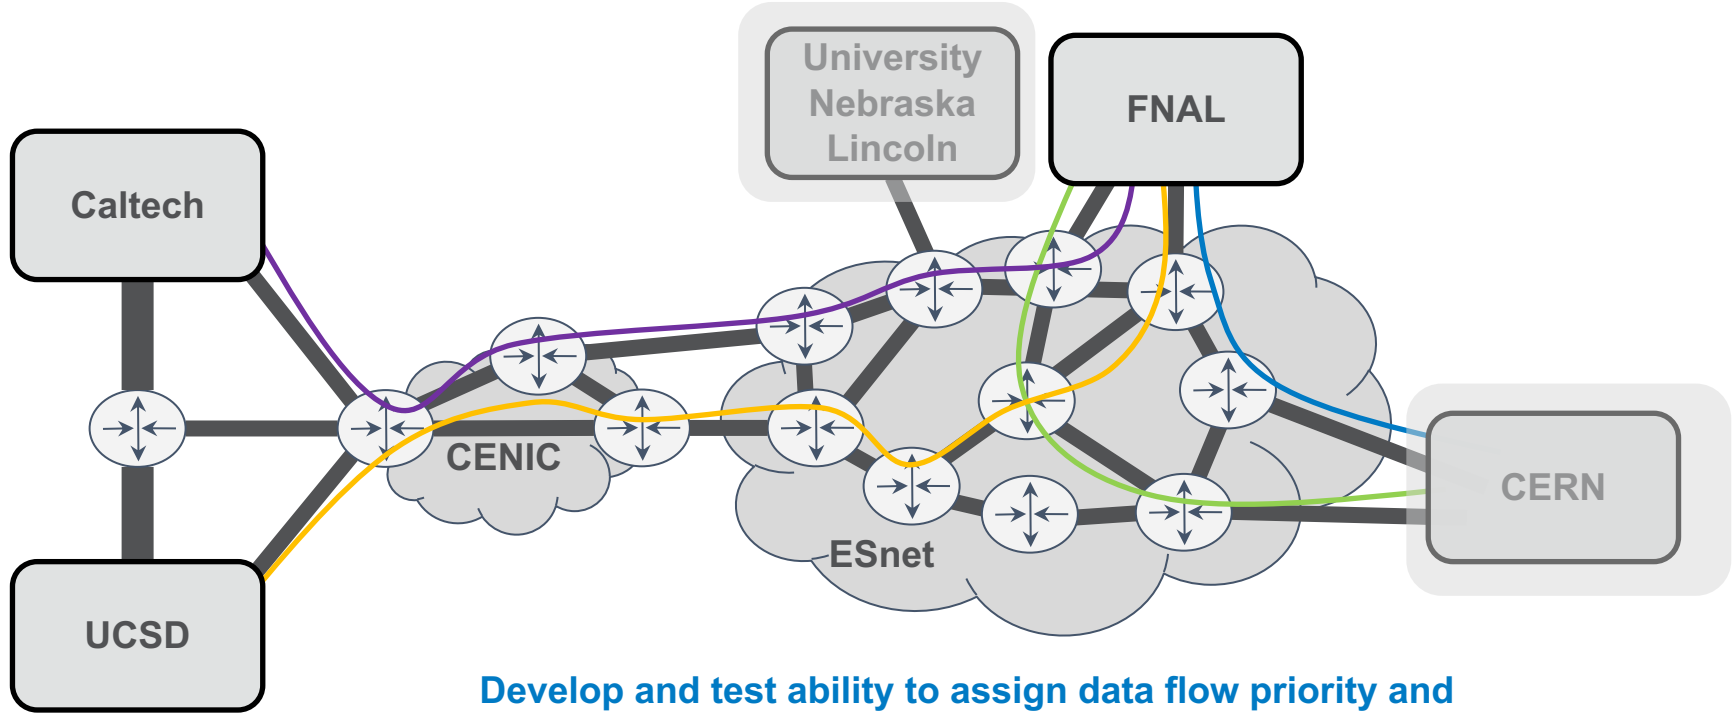 University
Nebraska
Lincoln
FNAL
Caltech
CENIC
CERN
ESnet
UCSD
Develop and test ability to assign data flow priority and